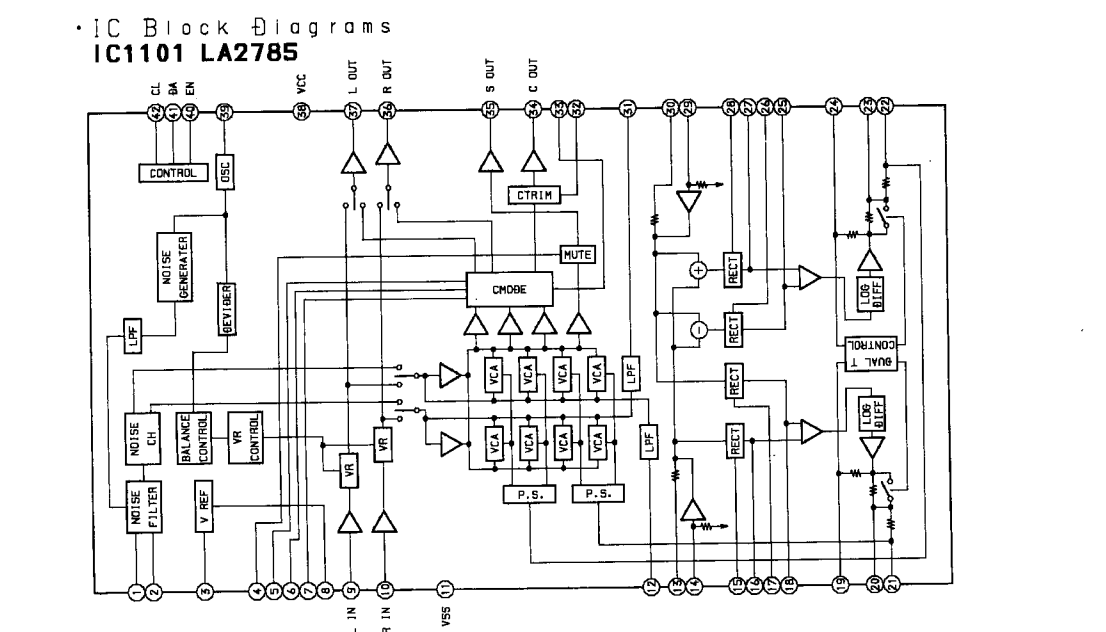 ・IC Block Diagrams
IC1101 LA2785
CL
DA
EN
VCC
L OUT
R OUT
S OUT
C OUT
42
41
40
39
38
37
36
35
34
33
32
31
30
29
28
27
26
25
24
23
22
CONTROL
OSC
CTRIM
NOISE
GENERATER
MUTE
+
RECT
LOG
DIFF
CMODE
DEVIDER
-
RECT
LPF
DUAL T
CONTROL
VCA
VCA
VCA
VCA
LPF
RECT
LOG
DIFF
NOISE
CH
BALANCE
CONTROL
VR
CONTROL
VR
VR
VCA
VCA
VCA
VCA
LPF
RECT
NOISE
FILTER
V REF
P.S.
P.S.
1
2
3
4
5
6
7
8
9
10
11
12
13
14
15
16
17
18
19
20
21
L IN
R IN
VSS